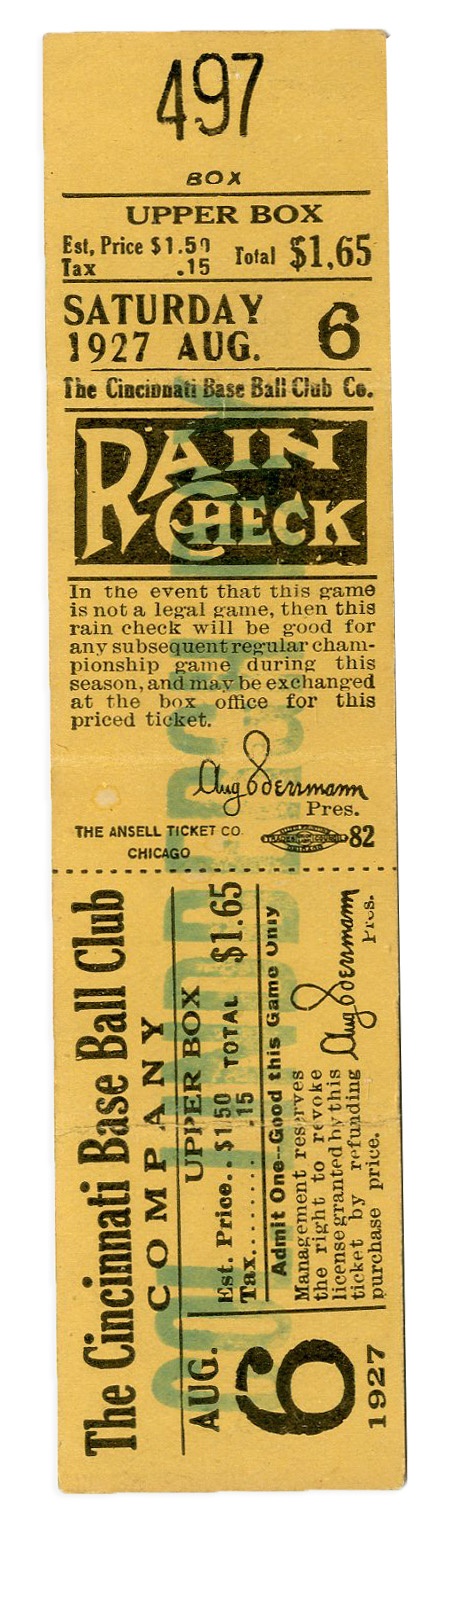 497
BOX
UPPER BOX
Est, Price $1.50
Tax .15
Total $1.65
SATURDAY
1927 AUG. 6
The Cincinnati Base Ball Club Co.
RAIN
CHECK
In the event that this game
is not a legal game, then this
rain check will be good for
any subsequent regular cham-
pionship game during this
season, and may be exchanged
at the box office for this
priced ticket.
Aug Herrmann
Pres.
THE ANSELL TICKET CO
CHICAGO
82
The Cincinnati Base Ball Club
COMPANY
UPPER BOX
Est. Price.. $1.50 TOTAL $1.65
Tax........ .15
Admit One--Good this Game Only
Management reserves
the right to revoke
license granted by this
ticket by refunding
purchase price.
Aug Herrmann
Pres.
AUG.
6
1927